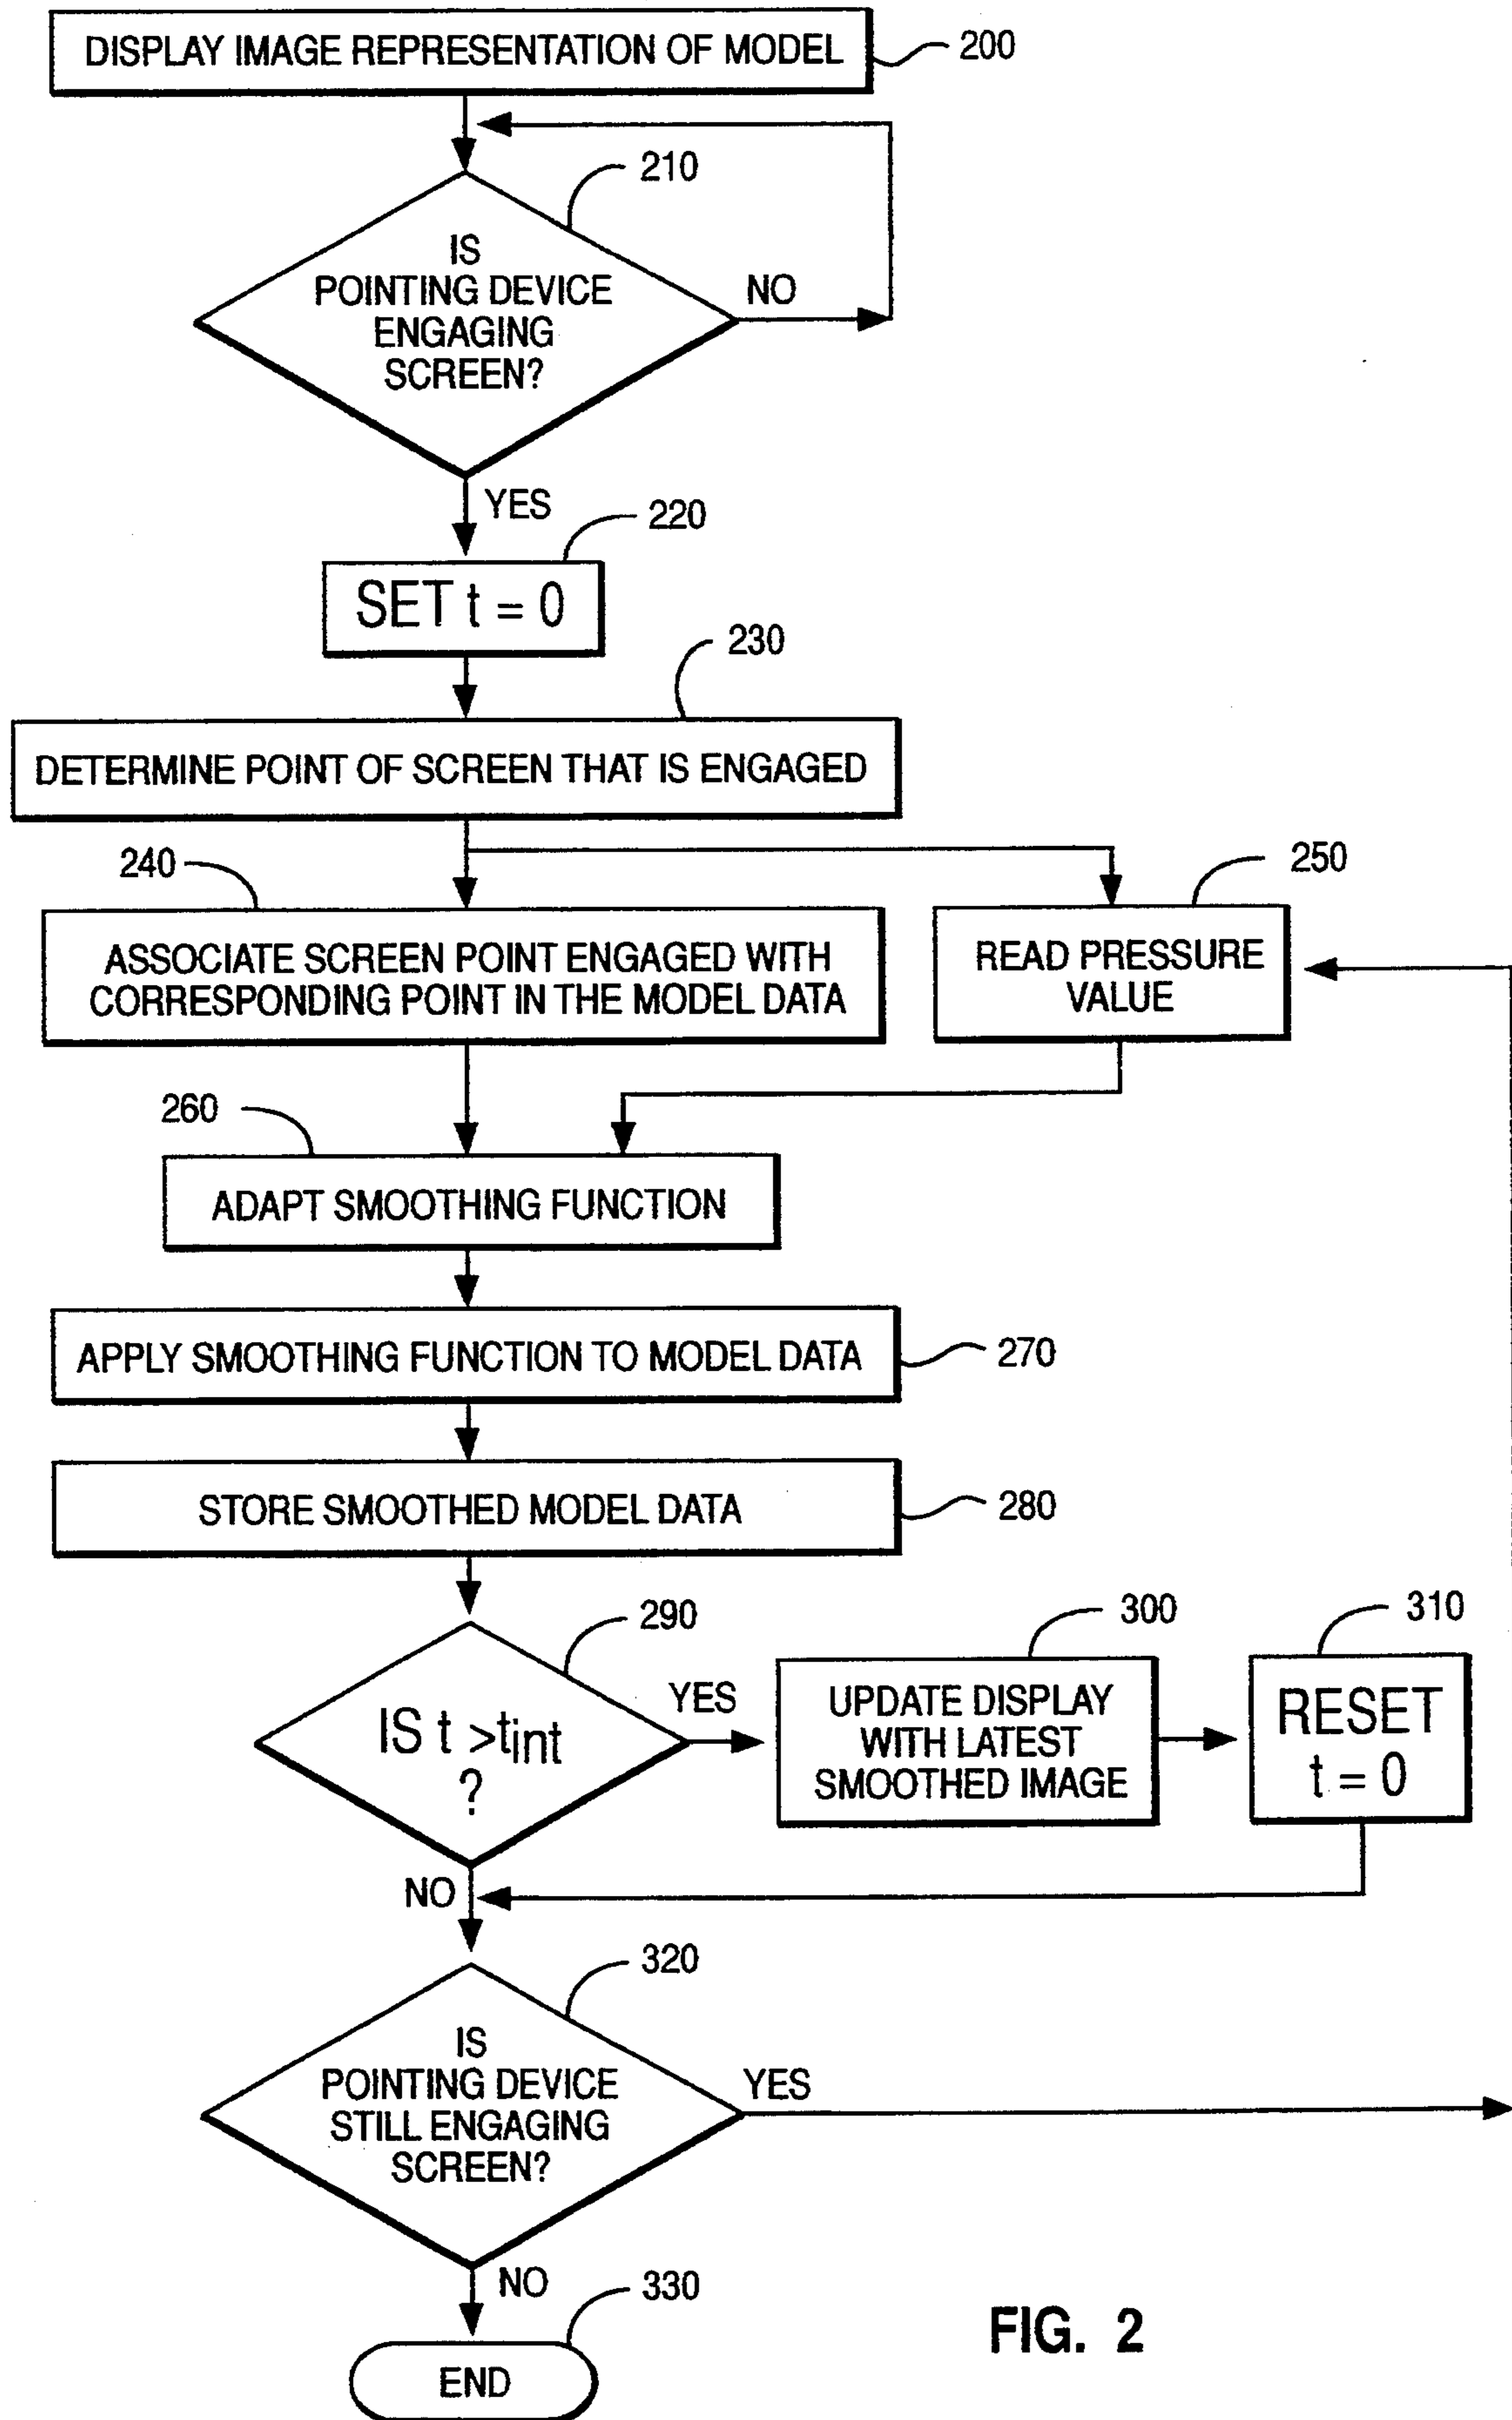 DISPLAY IMAGE REPRESENTATION OF MODEL
200
210
IS
POINTING DEVICE
ENGAGING
SCREEN?
NO
YES
220
SET t = 0
230
DETERMINE POINT OF SCREEN THAT IS ENGAGED
240
250
ASSOCIATE SCREEN POINT ENGAGED WITH
CORRESPONDING POINT IN THE MODEL DATA
READ PRESSURE
VALUE
260
ADAPT SMOOTHING FUNCTION
APPLY SMOOTHING FUNCTION TO MODEL DATA
270
STORE SMOOTHED MODEL DATA
280
290
IS t >tint
?
YES
300
UPDATE DISPLAY
WITH LATEST
SMOOTHED IMAGE
310
RESET
t = 0
NO
320
IS
POINTING DEVICE
STILL ENGAGING
SCREEN?
YES
NO
330
END
FIG. 2